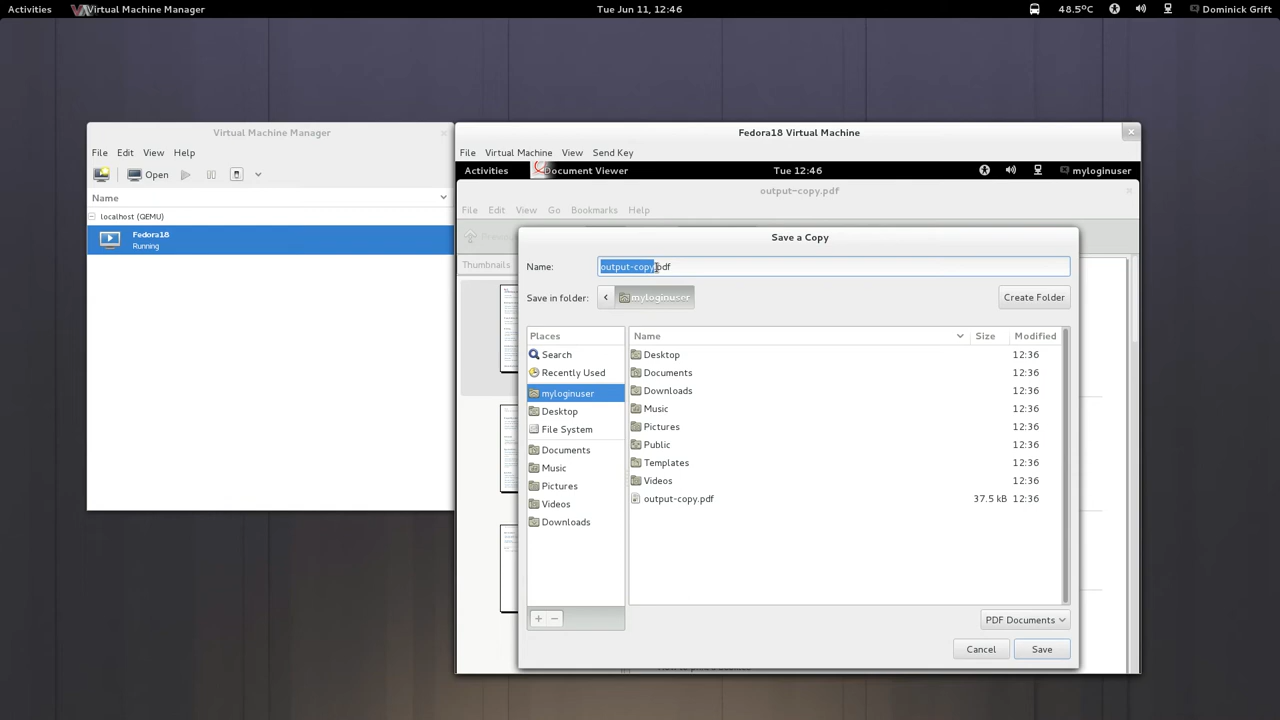 Activities Virtual Machine Manager Tue Jun 11, 12:46 48.5°C Dominick Grift
Virtual Machine Manager
File Edit View Help
Open
Name
localhost (QEMU)
Fedora18
Running
Fedora18 Virtual Machine
File Virtual Machine View Send Key
Activities Document Viewer Tue 12:46 myloginuser
output-copy.pdf
File Edit View Go Bookmarks Help
Thumbnails
Save a Copy
Name: output-copy.pdf
Save in folder: myloginuser Create Folder
Places
Search
Recently Used
myloginuser
Desktop
File System
Documents
Music
Pictures
Videos
Downloads
Name Size Modified
Desktop 12:36
Documents 12:36
Downloads 12:36
Music 12:36
Pictures 12:36
Public 12:36
Templates 12:36
Videos 12:36
output-copy.pdf 37.5 kB 12:36
PDF Documents
Cancel Save